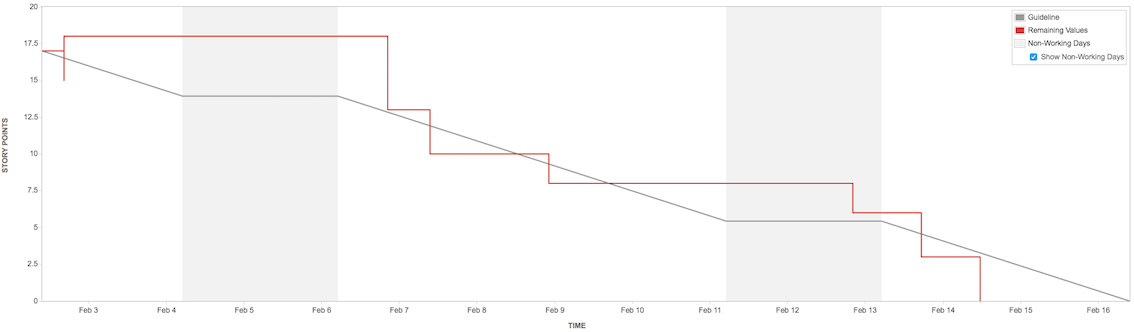 20
17.5
15
12.5
10
7.5
5
2.5
0
STORY POINTS
Guideline
Remaining Values
Non-Working Days
Show Non-Working Days
Feb 3 Feb 4 Feb 5 Feb 6 Feb 7 Feb 8 Feb 9 Feb 10 Feb 11 Feb 12 Feb 13 Feb 14 Feb 15 Feb 16
TIME